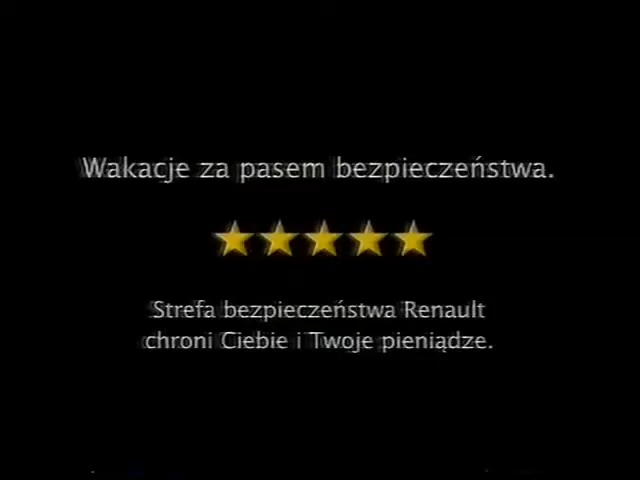 Wakacje za pasem bezpieczeństwa.
Strefa bezpieczeństwa Renault
chroni Ciebie i Twoje pieniądze.